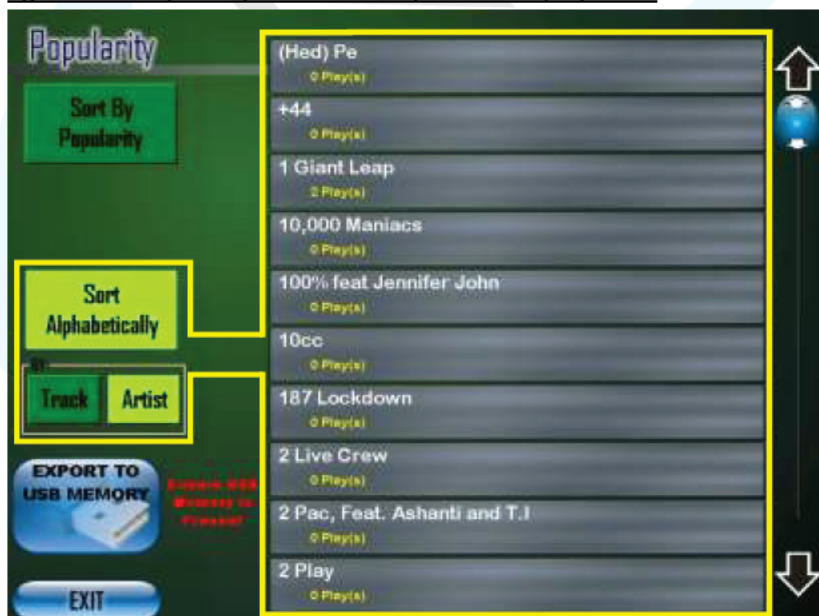 Popularity
Sort By
Popularity
Sort
Alphabetically
BY:
Track
Artist
EXPORT TO
USB MEMORY
Memory is
EXIT
(Hed) Pe
0 Play(s)
+44
0 Play(s)
1 Giant Leap
2 Play(s)
10,000 Maniacs
0 Play(s)
100% feat Jennifer John
0 Play(s)
10cc
0 Play(s)
187 Lockdown
0 Play(s)
2 Live Crew
0 Play(s)
2 Pac, Feat. Ashanti and T.I
0 Play(s)
2 Play
0 Play(s)